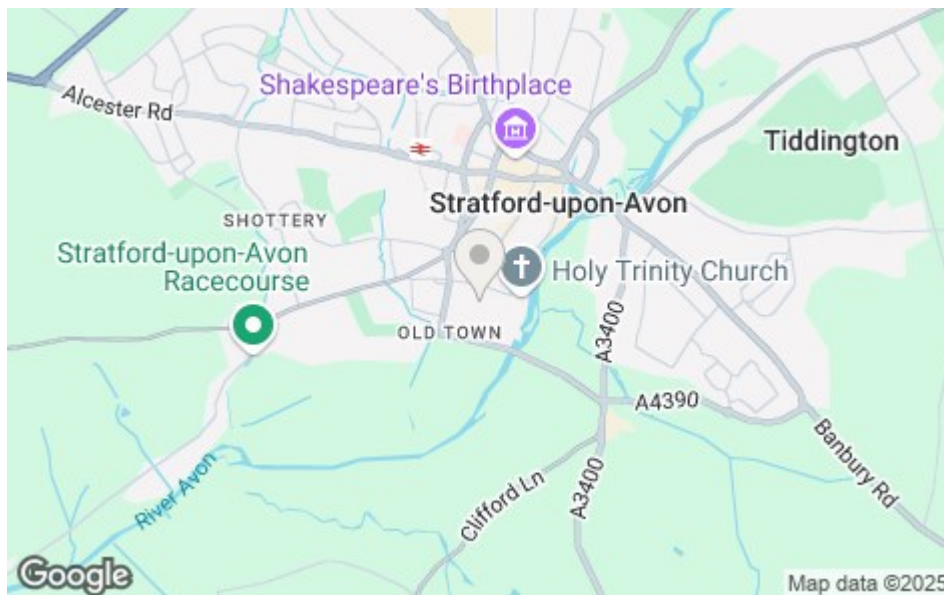 Alcester Rd
Shakespeare's Birthplace
Tiddington
Stratford-upon-Avon
SHOTTERY
Stratford-upon-Avon
Racecourse
Holy Trinity Church
OLD TOWN
A3400
A4390
Banbury Rd
River Avon
Clifford Ln
A3400
Google
Map data ©2025